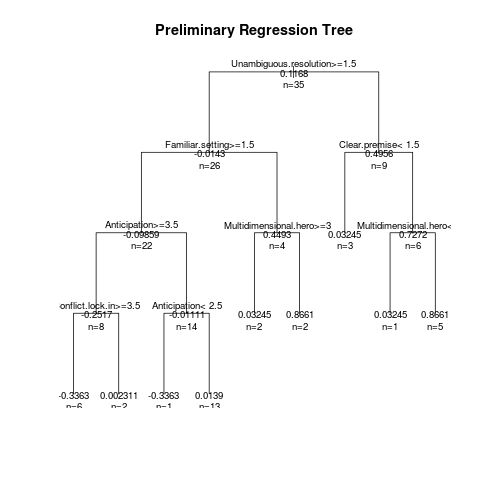 Preliminary Regression Tree
Unambiguous.resolution>=1.5
0.1168
n=35
Familiar.setting>=1.5
-0.0143
n=26
Clear.premise< 1.5
0.4956
n=9
Anticipation>=3.5
-0.09859
n=22
Multidimensional.hero>=3
0.4493
n=4
0.03245
n=3
Multidimensional.hero<
0.7272
n=6
onflict.lock.in>=3.5
-0.2517
n=8
Anticipation< 2.5
-0.01111
n=14
0.03245
n=2
0.8661
n=2
0.03245
n=1
0.8661
n=5
-0.3363
n=6
0.002311
n=2
-0.3363
n=1
0.0139
n=13